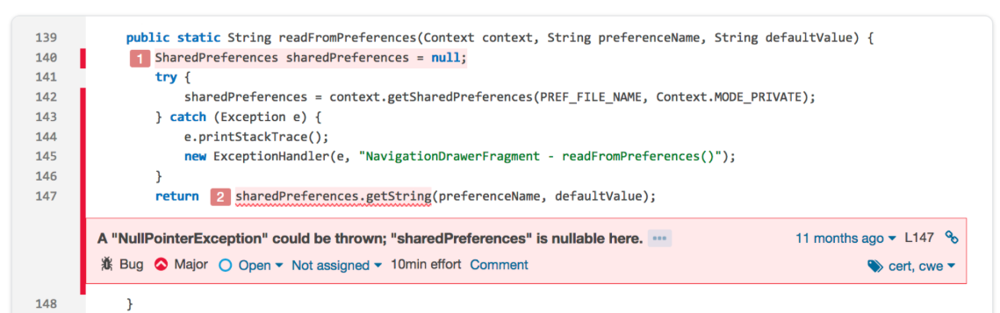 139 public static String readFromPreferences(Context context, String preferenceName, String defaultValue) {
140 1 SharedPreferences sharedPreferences = null;
141 try {
142 sharedPreferences = context.getSharedPreferences(PREF_FILE_NAME, Context.MODE_PRIVATE);
143 } catch (Exception e) {
144 e.printStackTrace();
145 new ExceptionHandler(e, "NavigationDrawerFragment - readFromPreferences()");
146 }
147 return 2 sharedPreferences.getString(preferenceName, defaultValue);
A "NullPointerException" could be thrown; "sharedPreferences" is nullable here. ... 11 months ago L147
Bug Major Open Not assigned 10min effort Comment cert, cwe
148 }